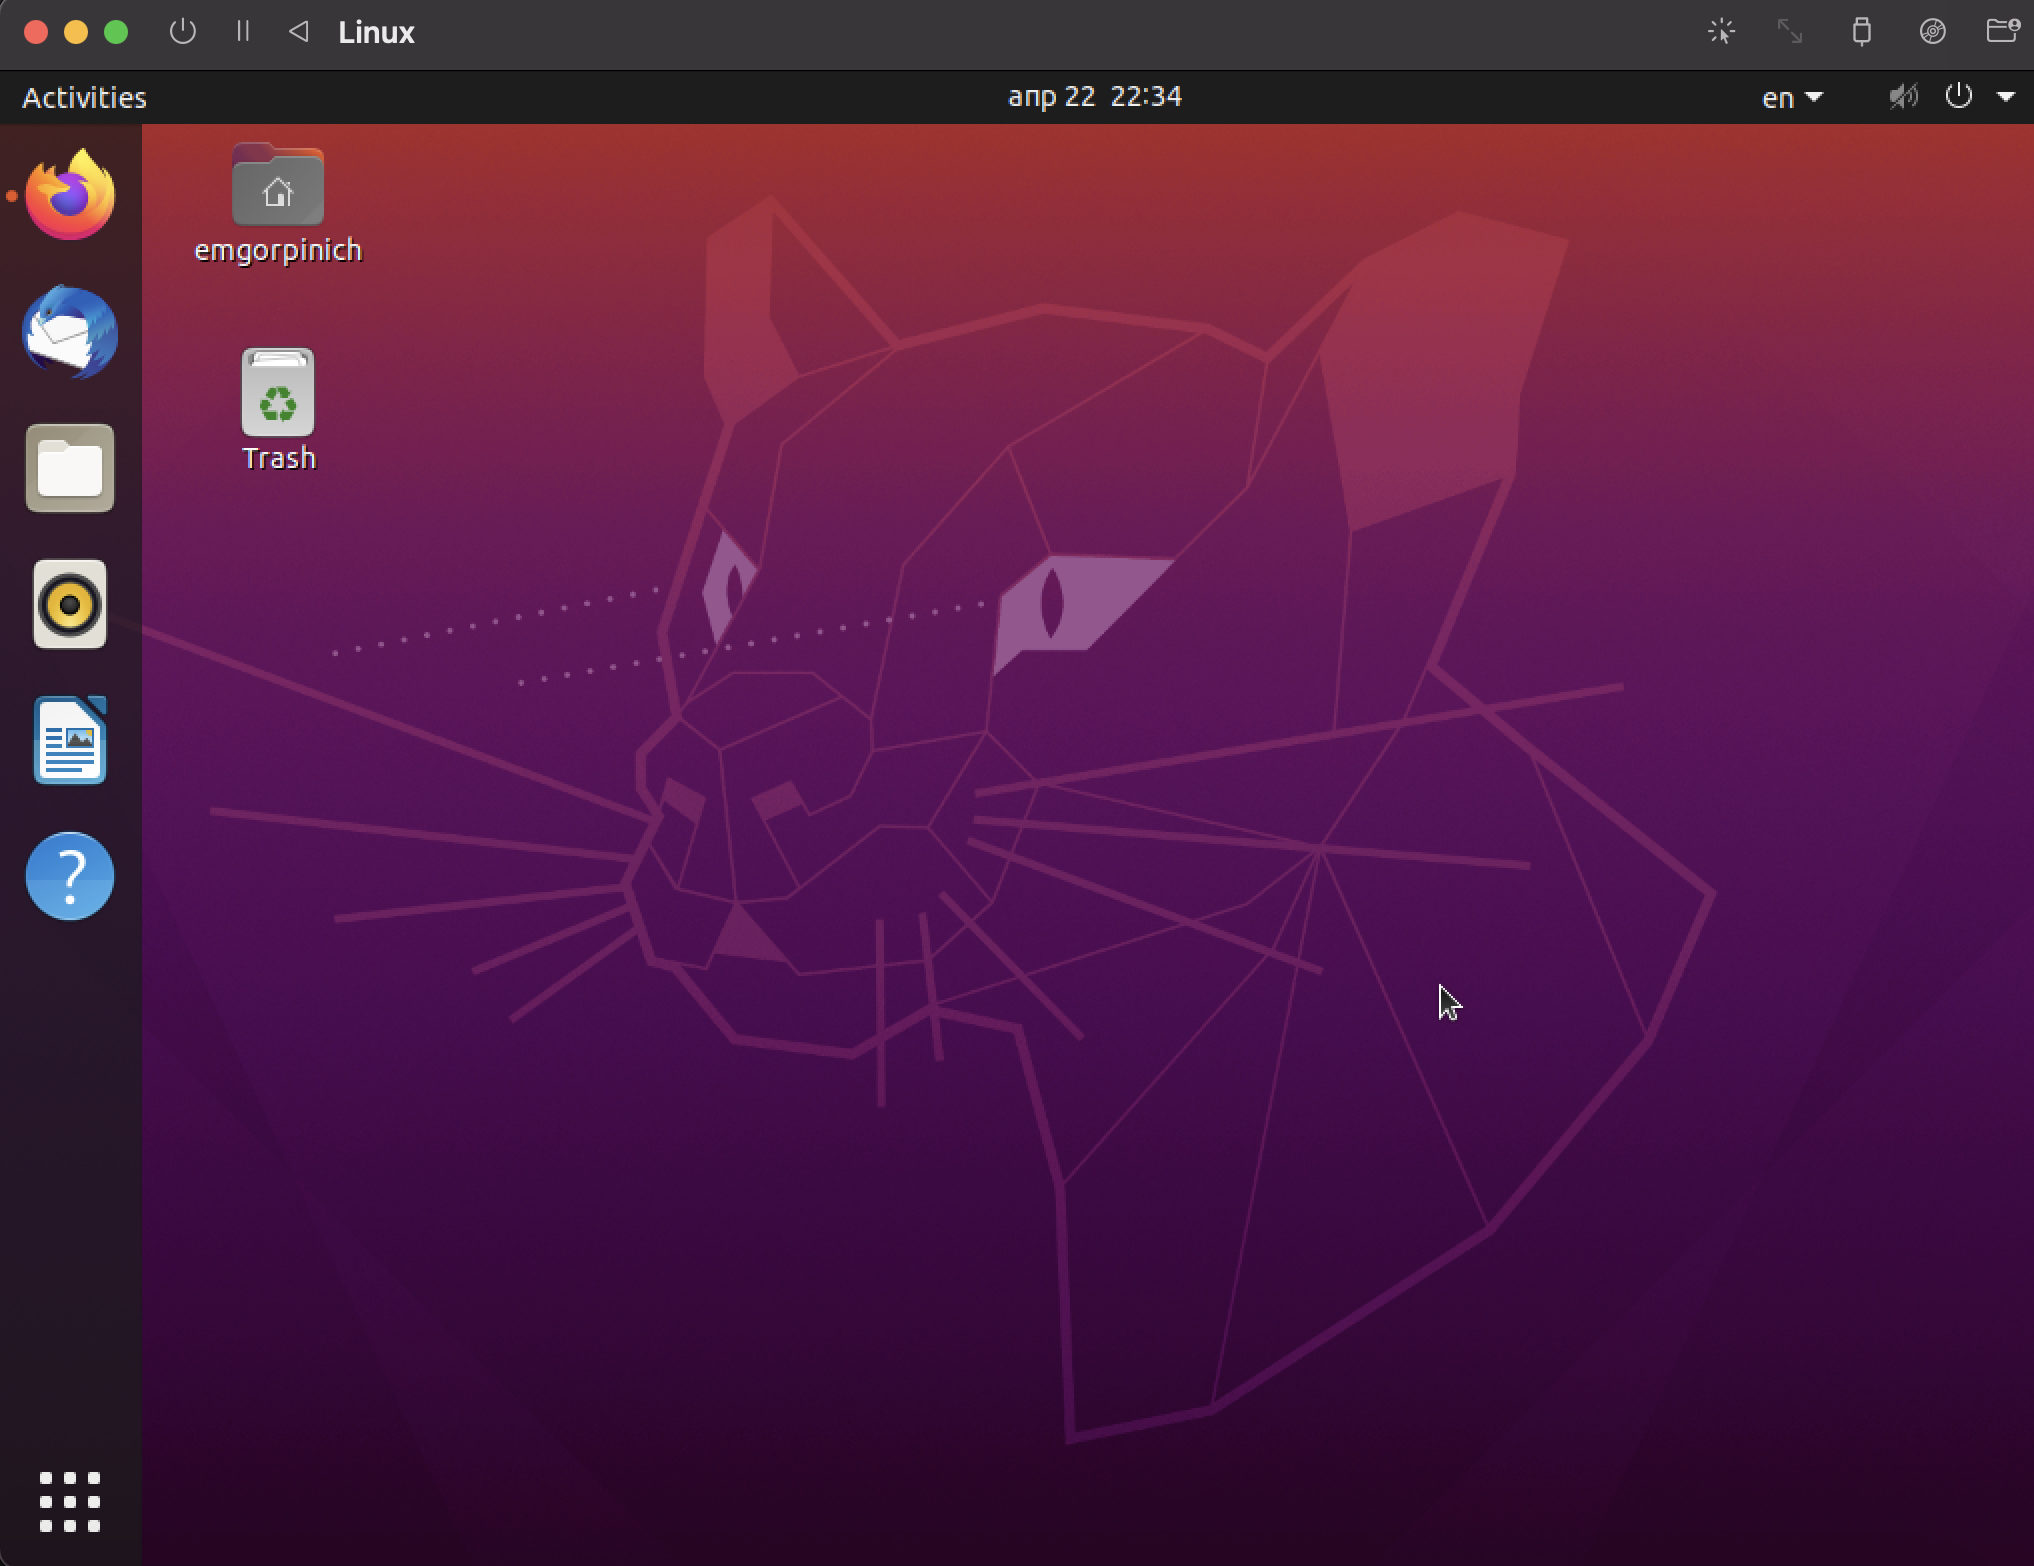 Linux
Activities
апр 22 22:34
en
emgorpinich
Trash
?